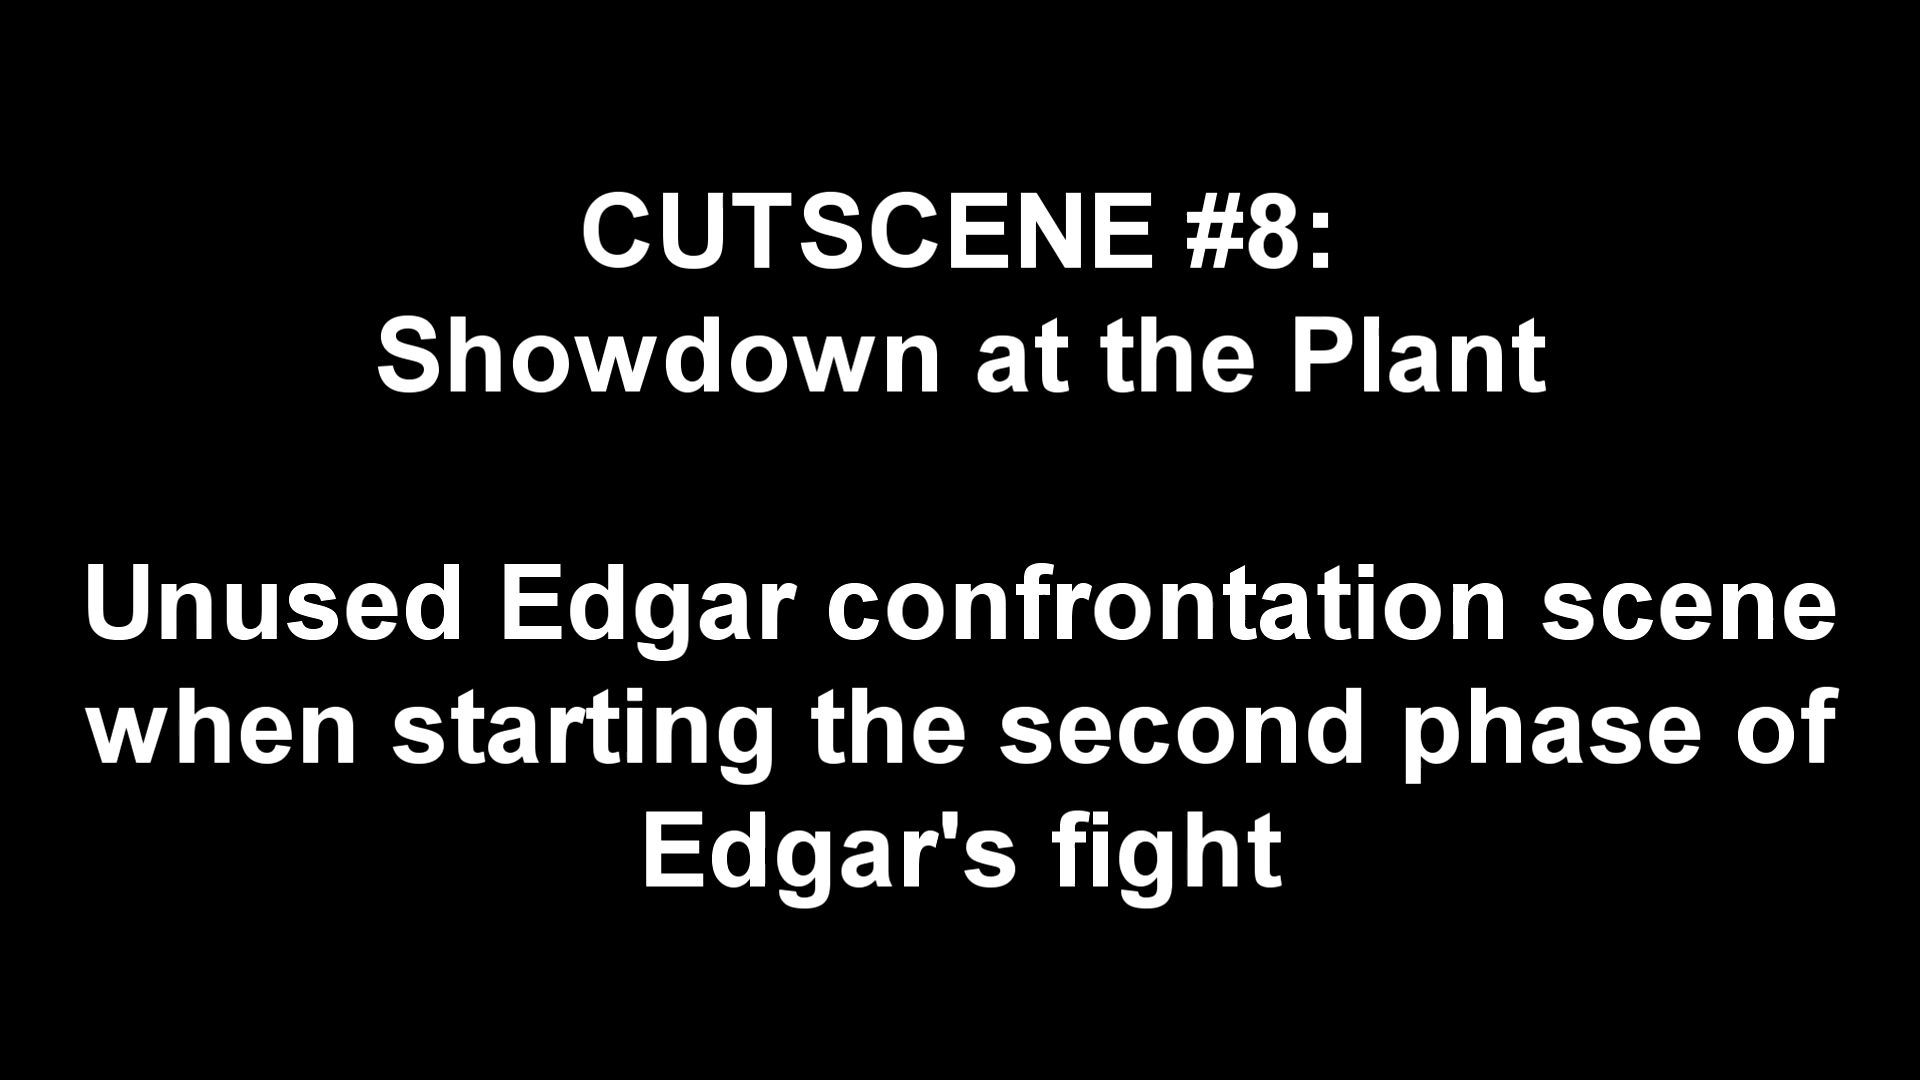 CUTSCENE #8:
Showdown at the Plant
Unused Edgar confrontation scene
when starting the second phase of
Edgar's fight